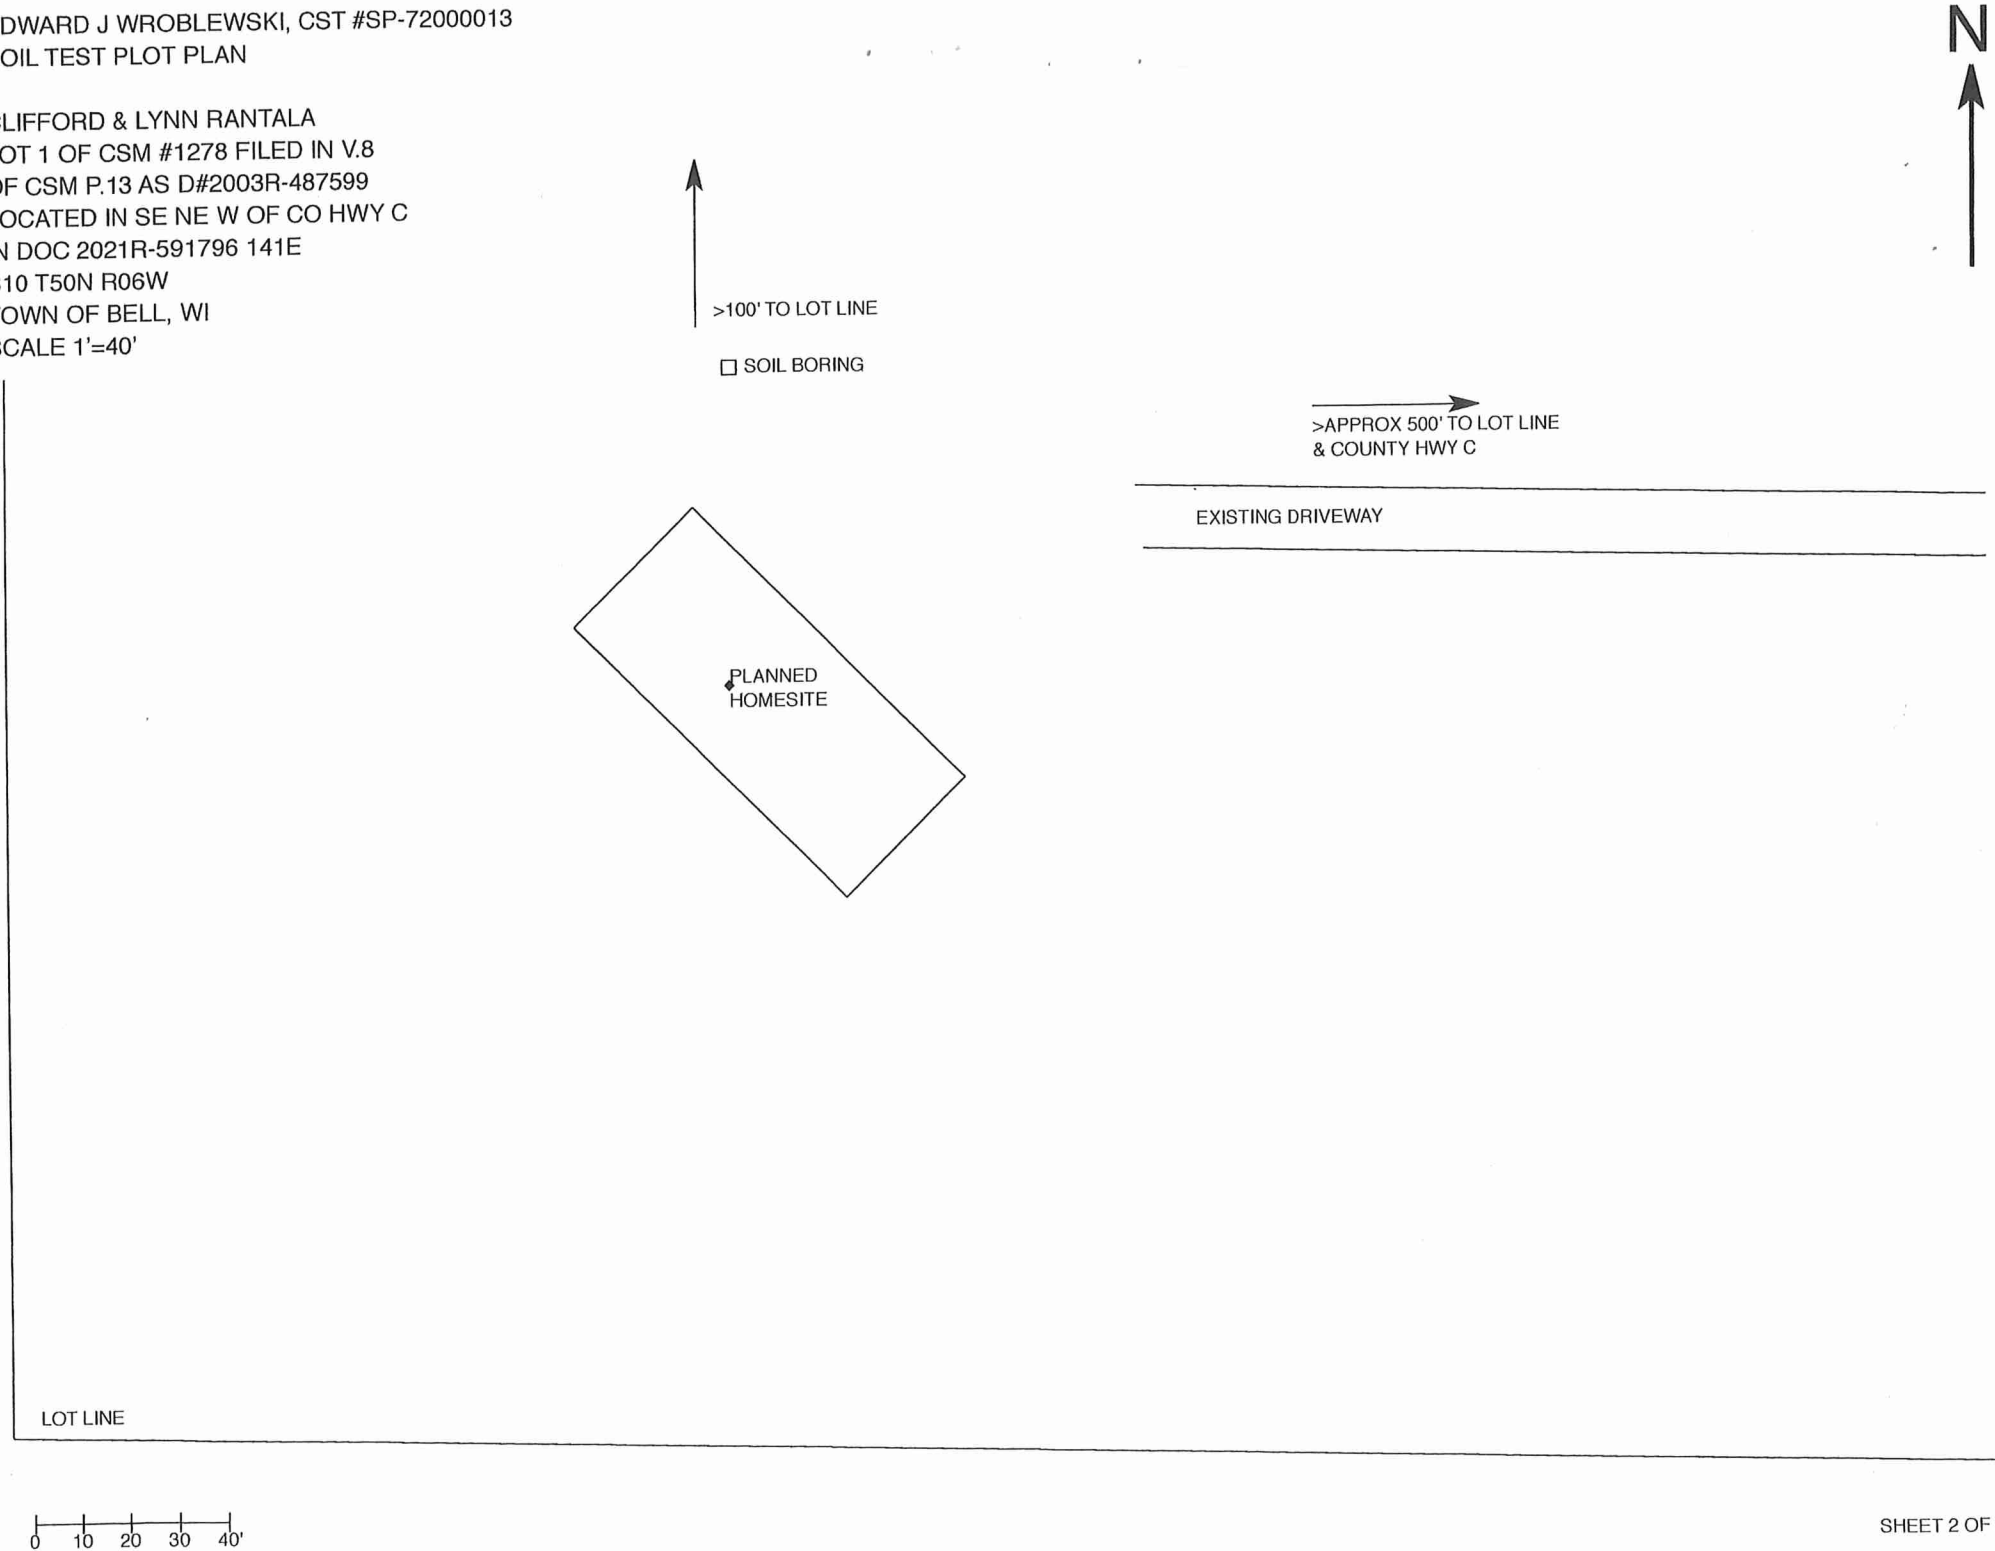 DWARD J WROBLEWSKI, CST #SP-72000013
OIL TEST PLOT PLAN
LIFFORD & LYNN RANTALA
OT 1 OF CSM #1278 FILED IN V.8
OF CSM P.13 AS D#2003R-487599
OCATED IN SE NE W OF CO HWY C
N DOC 2021R-591796 141E
10 T50N R06W
OWN OF BELL, WI
SCALE 1'=40'
N
>100' TO LOT LINE
SOIL BORING
>APPROX 500' TO LOT LINE
& COUNTY HWY C
EXISTING DRIVEWAY
PLANNED
HOMESITE
LOT LINE
0 10 20 30 40'
SHEET 2 OF